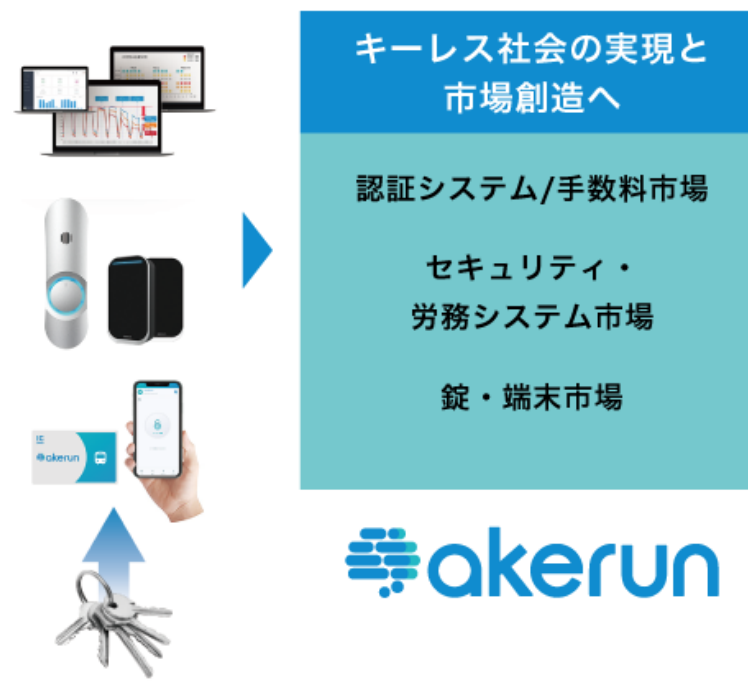 キーレス社会の実現と
市場創造へ
認証システム/手数料市場
セキュリティ・
労務システム市場
錠・端末市場
akerun
akerun